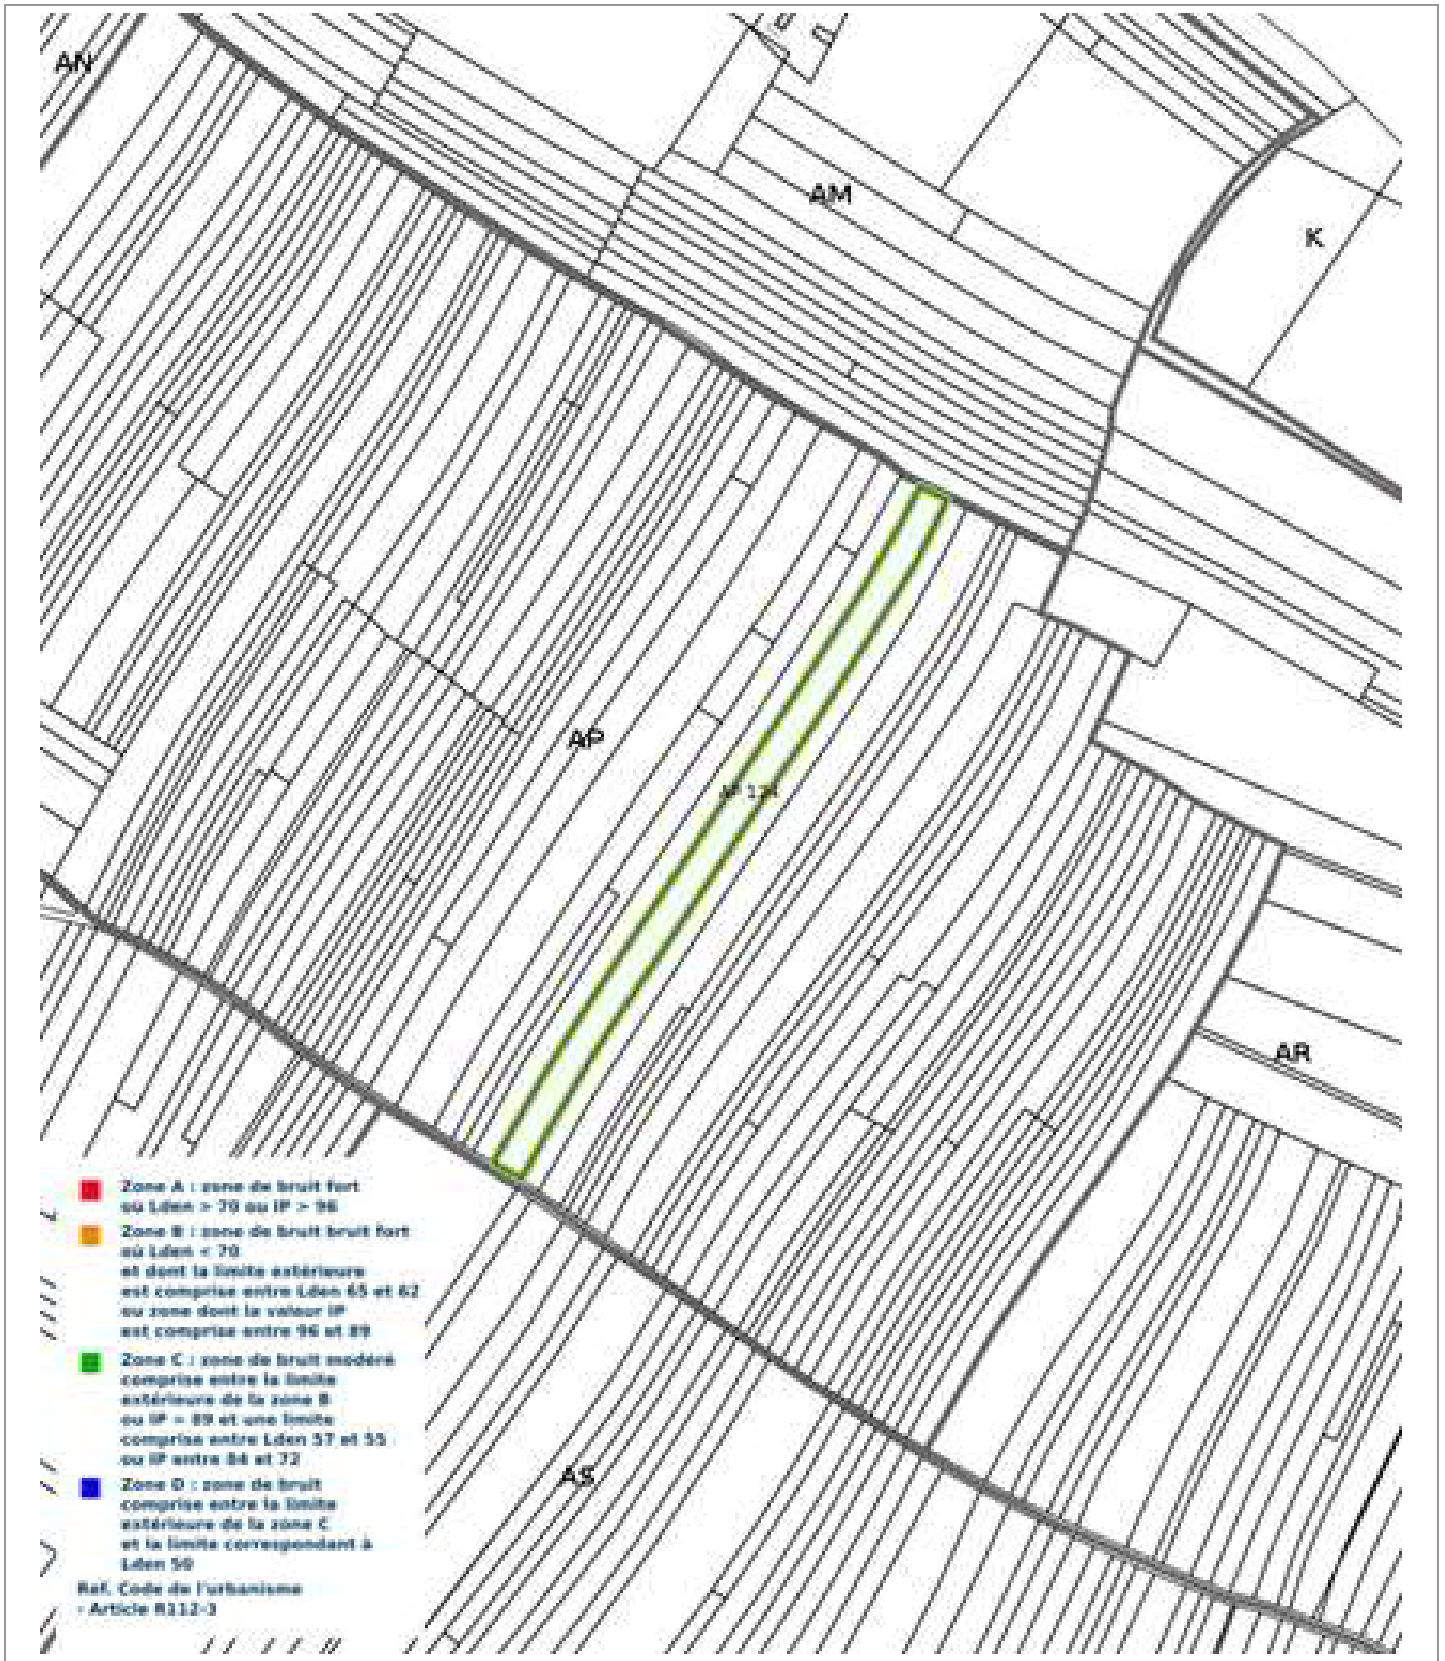 AN
AM
K
AP
AR
AS
Zone A : zone de bruit fort
où Lden > 70 ou IP > 96
Zone B : zone de bruit bruit fort
où Lden < 70
et dont la limite extérieure
est comprise entre Lden 65 et 62
ou zone dont la valeur IP
est comprise entre 96 et 89
Zone C : zone de bruit modéré
comprise entre la limite
extérieure de la zone B
ou IP = 89 et une limite
comprise entre Lden 57 et 55
ou IP entre 84 et 72
Zone D : zone de bruit
comprise entre la limite
extérieure de la zone C
et la limite correspondant à
Lden 50
Ref. Code de l'urbanisme
- Article R112-3